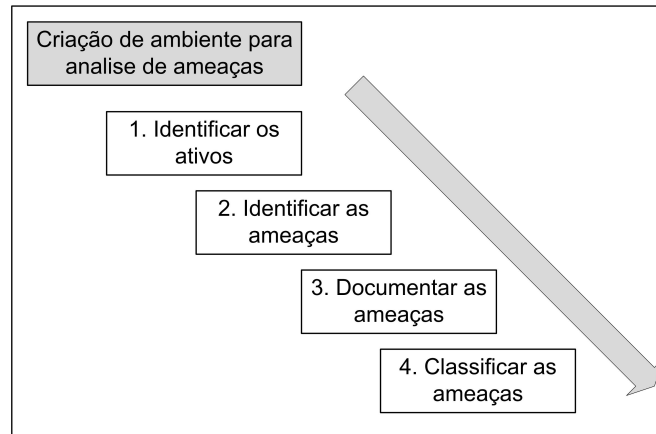 Criação de ambiente para
analise de ameaças
1. Identificar os
ativos
2. Identificar as
ameaças
3. Documentar as
ameaças
4. Classificar as
ameaças